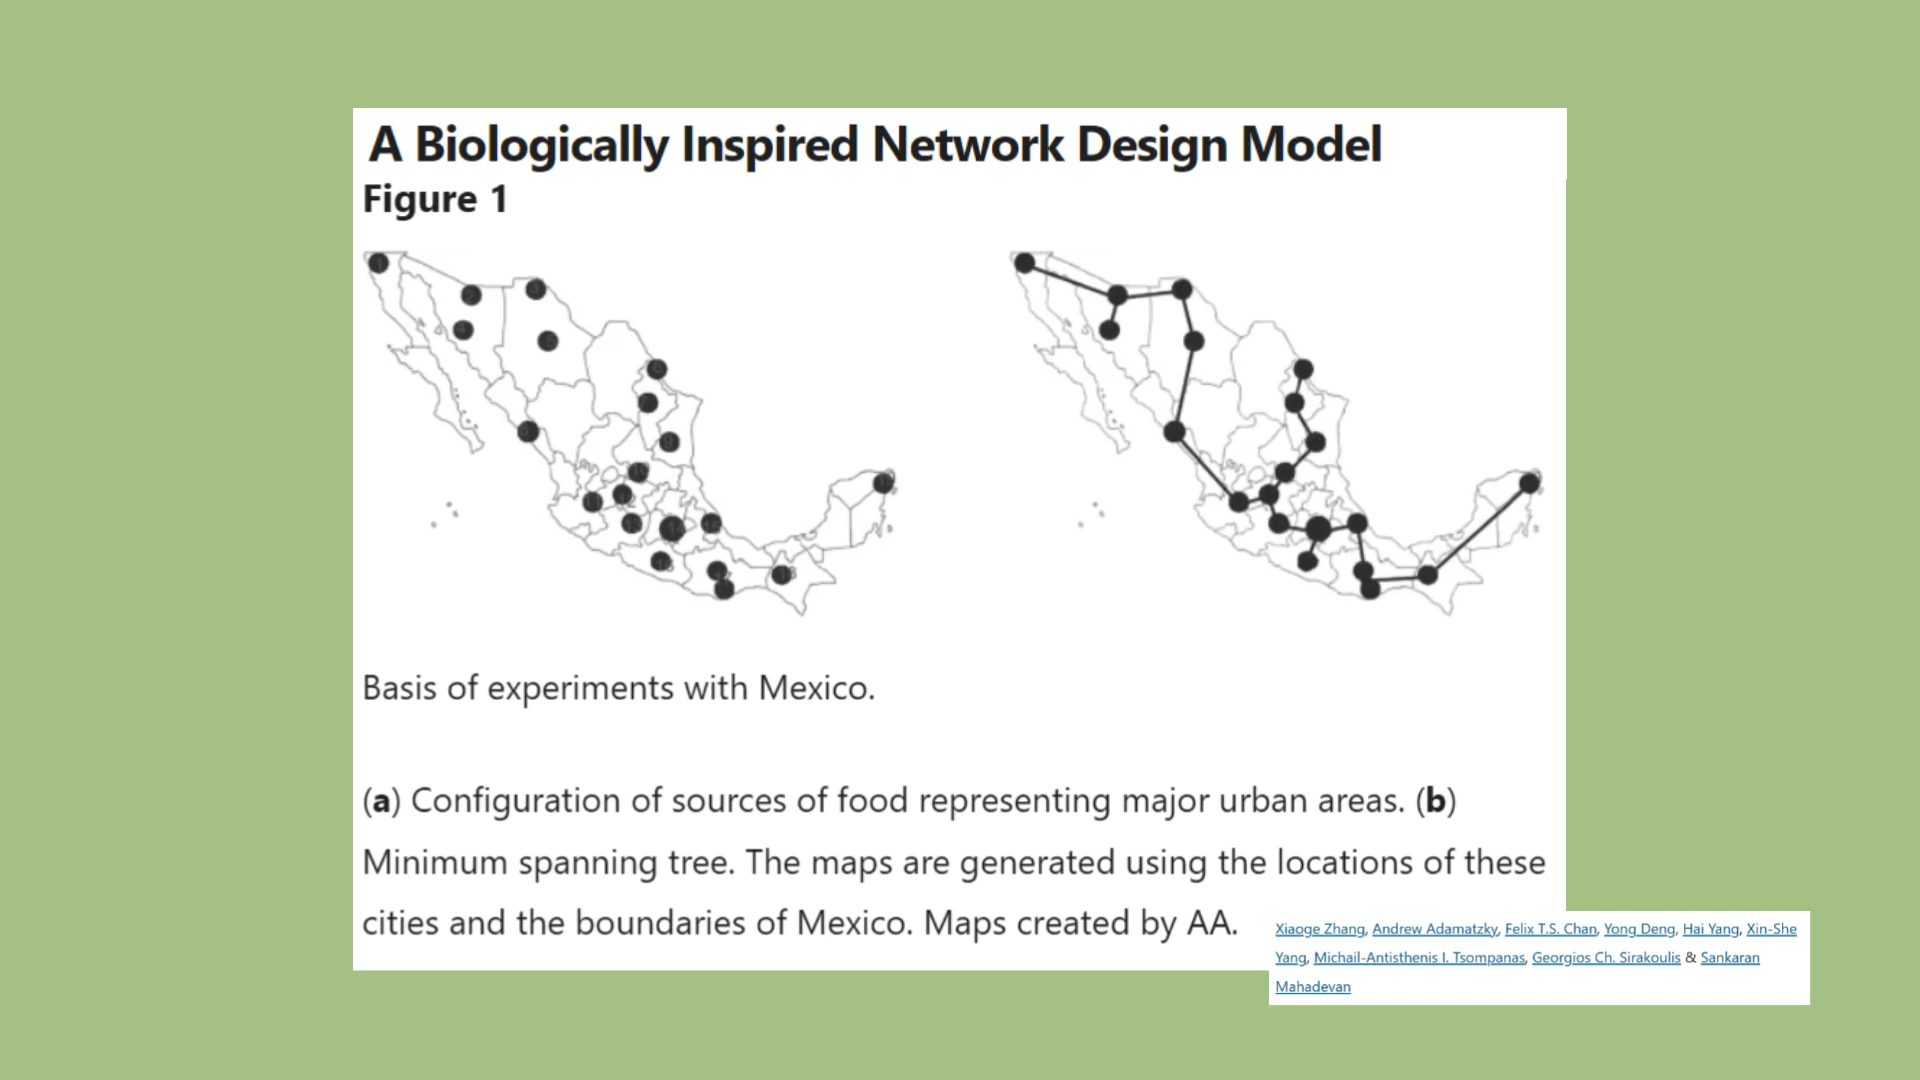 A Biologically Inspired Network Design Model
Figure 1
Basis of experiments with Mexico.
(a) Configuration of sources of food representing major urban areas. (b)
Minimum spanning tree. The maps are generated using the locations of these
cities and the boundaries of Mexico. Maps created by AA.
Xiaoge Zhang, Andrew Adamatzky, Felix T.S. Chan, Yong Deng, Hai Yang, Xin-She
Yang, Michail-Antisthenis I. Tsompanas, Georgios Ch. Sirakoulis & Sankaran
Mahadevan